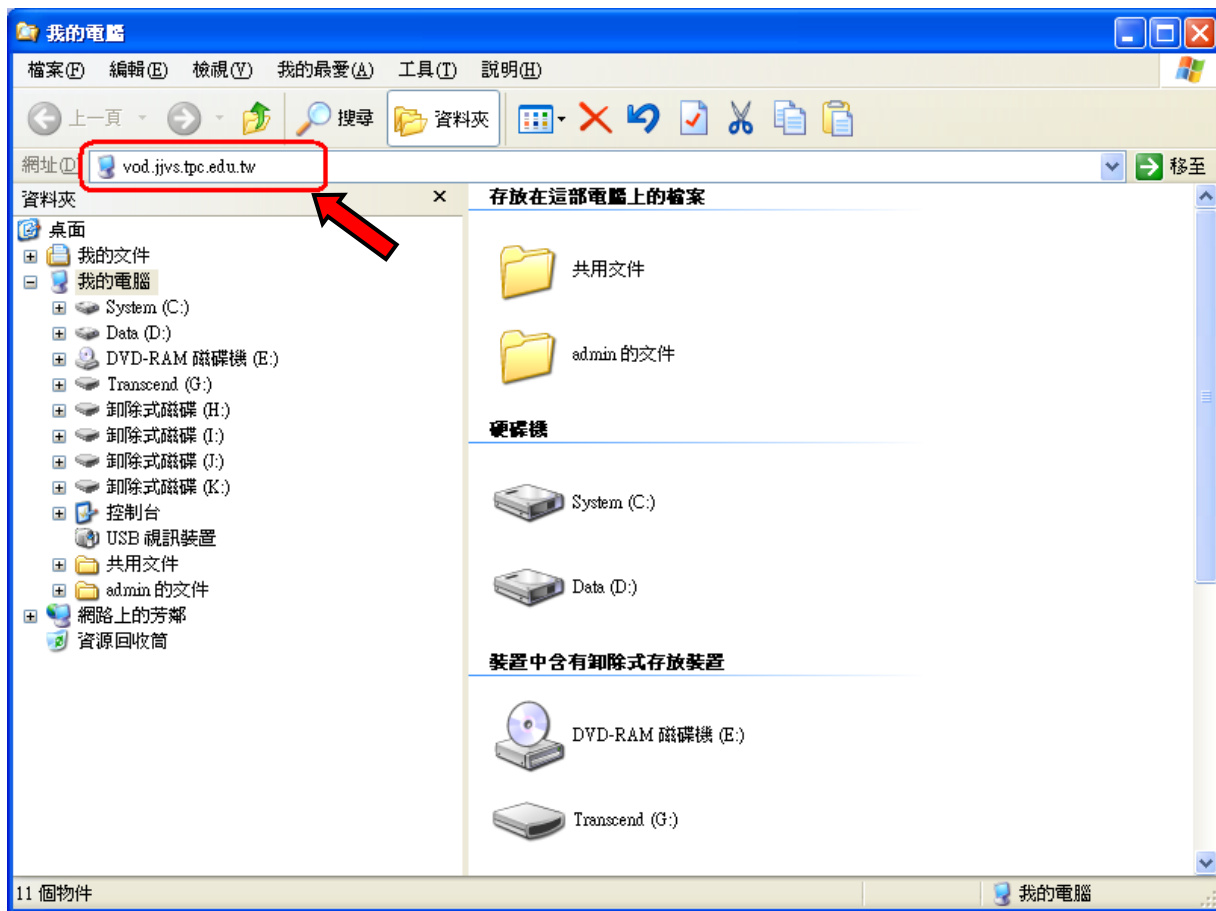 我的電腦
檔案(F) 編輯(E) 檢視(V) 我的最愛(A) 工具(T) 說明(H)
上一頁 搜尋 資料夾
網址(D) vod.jjvs.tpc.edu.tw 移至
資料夾
桌面
我的文件
我的電腦
System (C:)
Data (D:)
DVD-RAM 磁碟機 (E:)
Transcend (G:)
卸除式磁碟 (H:)
卸除式磁碟 (I:)
卸除式磁碟 (J:)
卸除式磁碟 (K:)
控制台
USB 視訊裝置
共用文件
admin 的文件
網路上的芳鄰
資源回收筒
存放在這部電腦上的檔案
共用文件
admin 的文件
硬碟機
System (C:)
Data (D:)
裝置中含有卸除式存放裝置
DVD-RAM 磁碟機 (E:)
Transcend (G:)
11 個物件
我的電腦